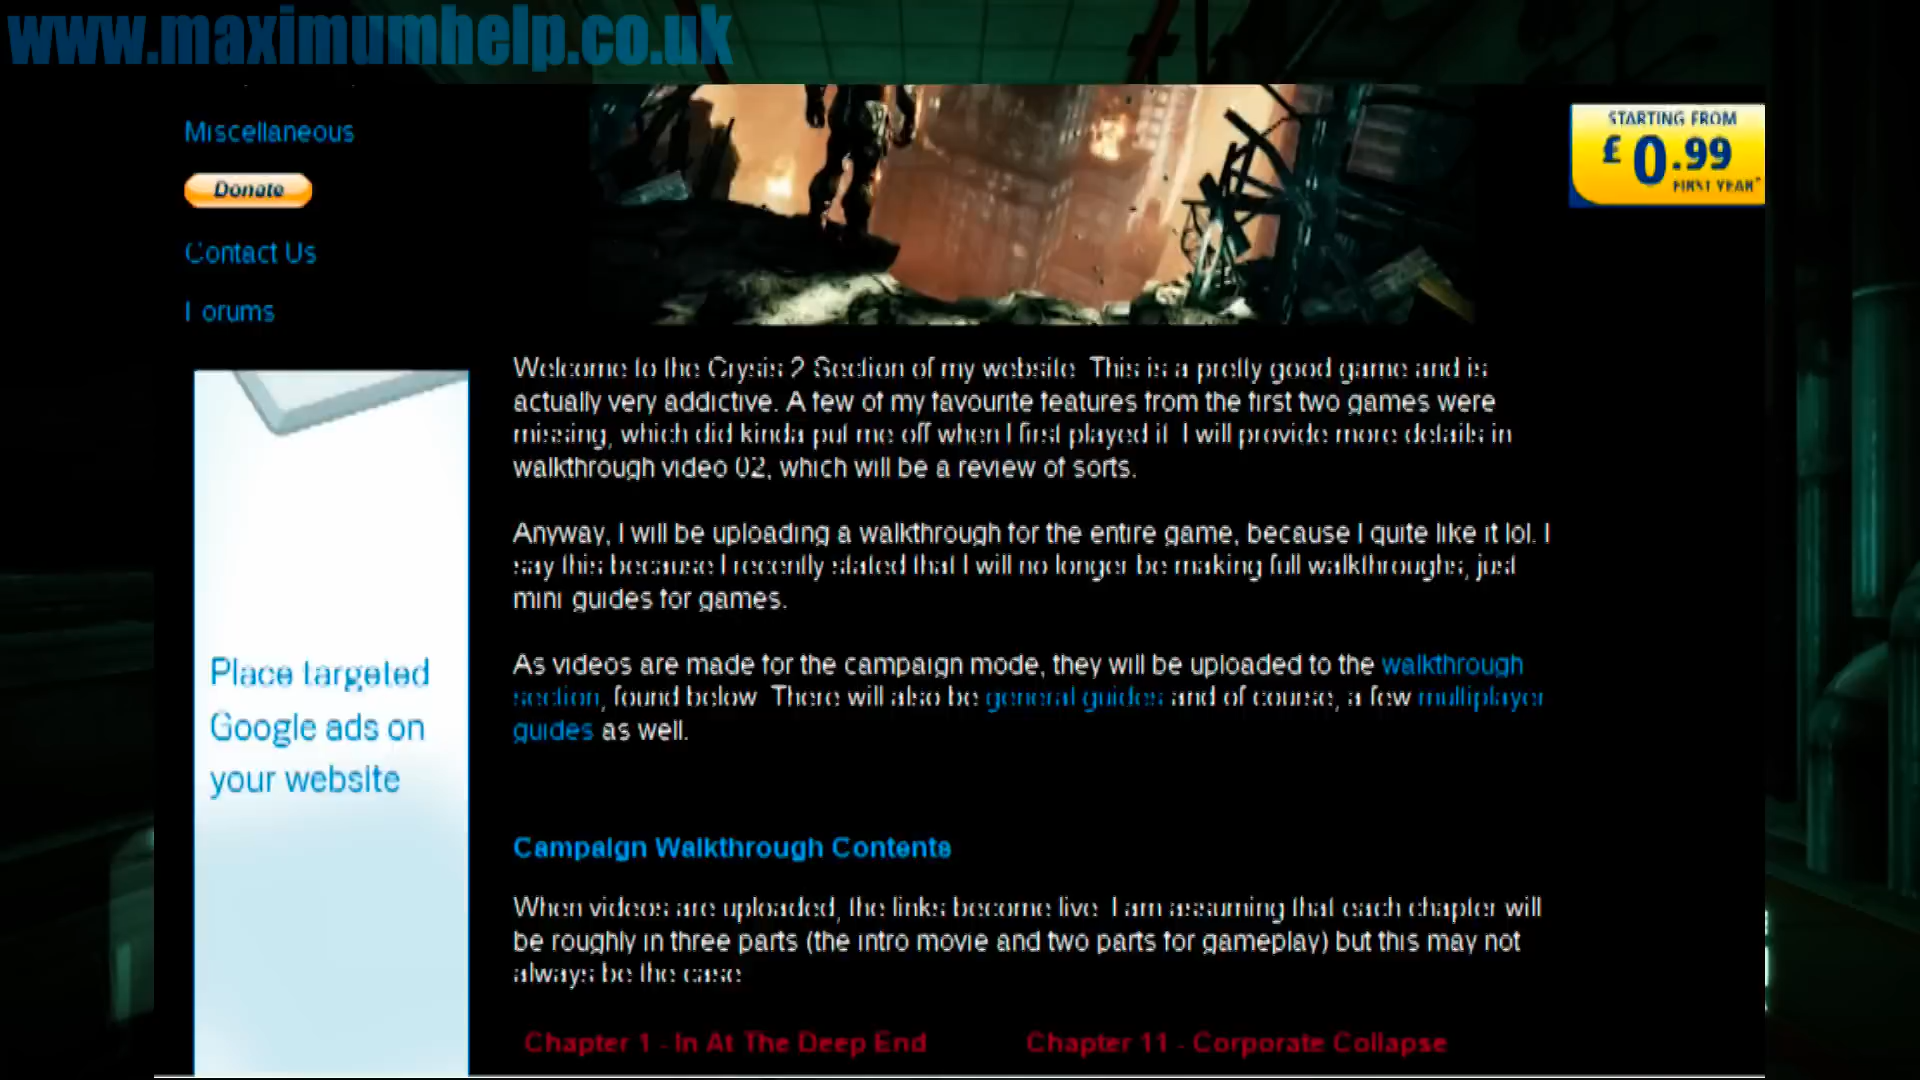 www.maximumhelp.co.uk
Miscellaneous
Donate
Contact Us
Forums
STARTING FROM
£0.99
FIRST YEAR*
Place targeted
Google ads on
your website
Welcome to the Crysis 2 Section of my website. This is a pretty good game and is
actually very addictive. A few of my favourite features from the first two games were
missing, which did kinda put me off when I first played it. I will provide more details in
walkthrough video 02, which will be a review of sorts.
Anyway, I will be uploading a walkthrough for the entire game, because I quite like it lol. I
say this because I recently stated that I will no longer be making full walkthroughs, just
mini guides for games.
As videos are made for the campaign mode, they will be uploaded to the walkthrough
section, found below. There will also be general guides and of course, a few multiplayer
guides as well.
Campaign Walkthrough Contents
When videos are uploaded, the links become live. I am assuming that each chapter will
be roughly in three parts (the intro movie and two parts for gameplay) but this may not
always be the case.
Chapter 1 - In At The Deep End
Chapter 11 - Corporate Collapse